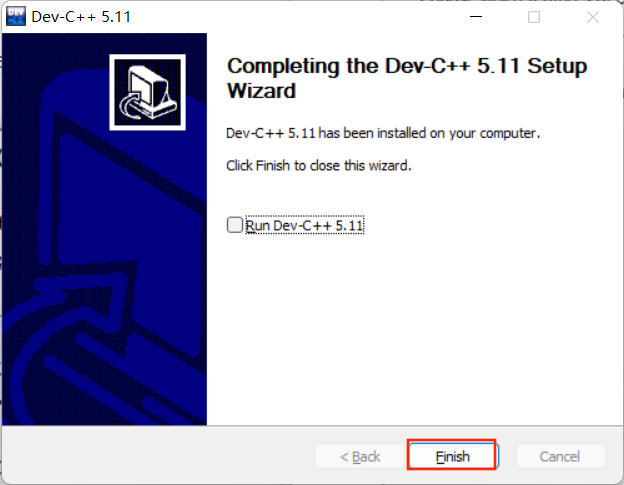 Dev-C++ 5.11
Completing the Dev-C++ 5.11 Setup
Wizard
Dev-C++ 5.11 has been installed on your computer.
Click Finish to close this wizard.
Run Dev-C++ 5.11
< Back
Finish
Cancel